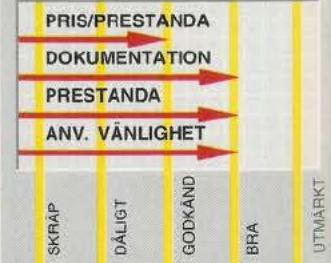 PRIS/PRESTANDA
DOKUMENTATION
PRESTANDA
ANV. VÄNLIGHET
SKRÄP
DÅLIGT
GODKÄND
BRA
UTMÄRKT